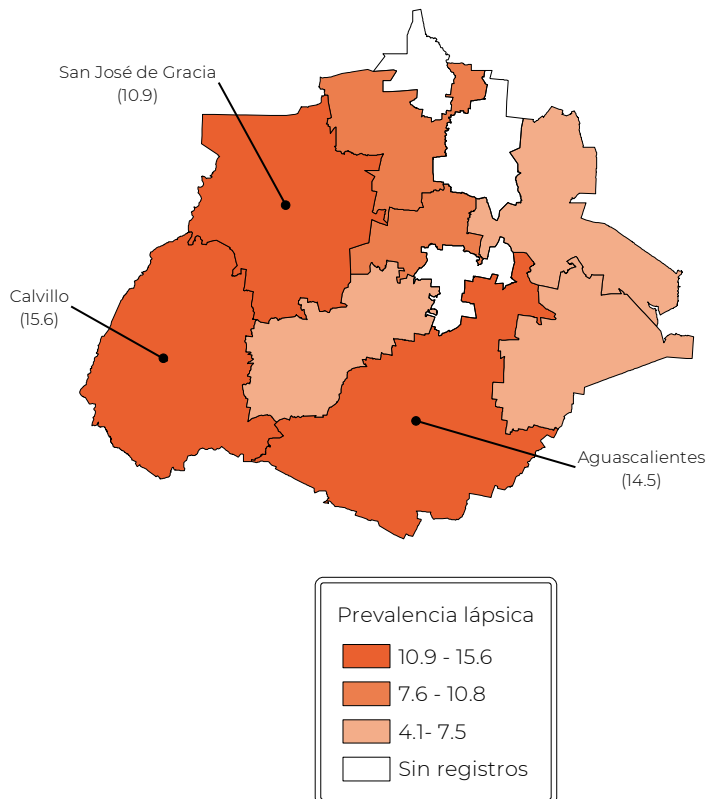 San José de Gracia
(10.9)
Calvillo
(15.6)
Aguascalientes
(14.5)
Prevalencia lápsica
10.9 - 15.6
7.6 - 10.8
4.1- 7.5
Sin registros